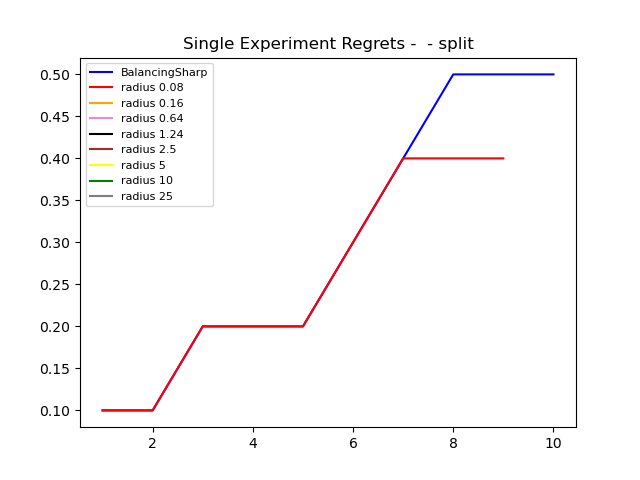 Single Experiment Regrets -  - split
BalancingSharp
radius 0.08
radius 0.16
radius 0.64
radius 1.24
radius 2.5
radius 5
radius 10
radius 25
0.50
0.45
0.40
0.35
0.30
0.25
0.20
0.15
0.10
2 4 6 8 10